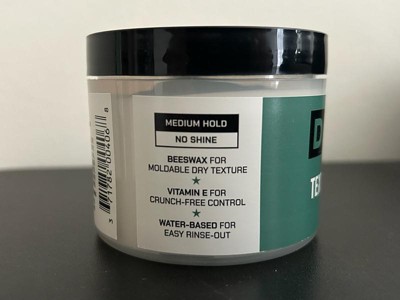 MEDIUM HOLD
NO SHINE
BEESWAX FOR
MOLDABLE DRY TEXTURE
★
VITAMIN E FOR
CRUNCH-FREE CONTROL
★
WATER-BASED FOR
EASY RINSE-OUT
D
TEX